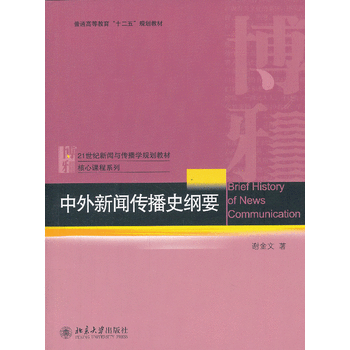 普通高等教育“十二五”规划教材
博雅
21世纪新闻与传播学规划教材
核心课程系列
中外新闻传播史纲要
Brief History
of News
Communication
谢金文 著
北京大学出版社